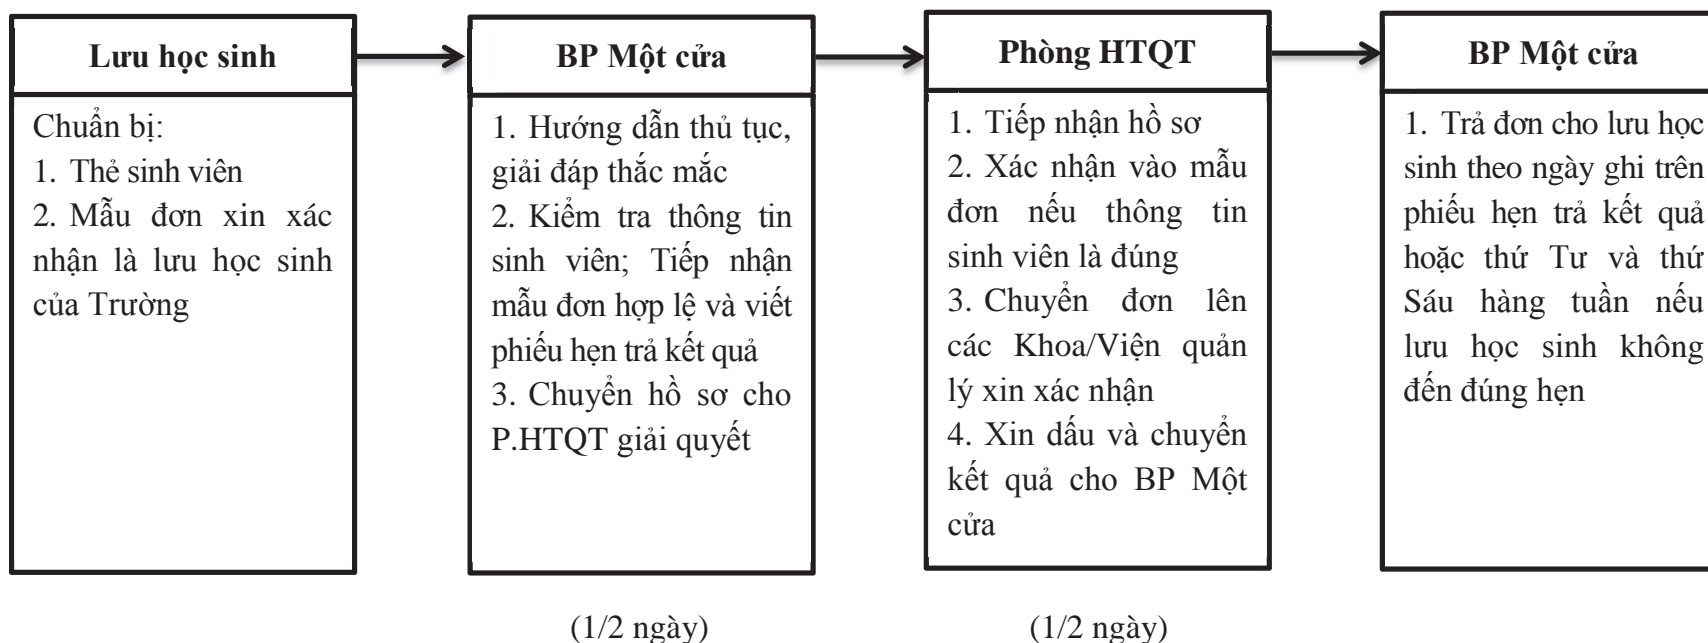 Lưu học sinh
Chuẩn bị:
1. Thẻ sinh viên
2. Mẫu đơn xin xác
nhận là lưu học sinh
của Trường
BP Một cửa
1. Hướng dẫn thủ tục,
giải đáp thắc mắc
2. Kiểm tra thông tin
sinh viên; Tiếp nhận
mẫu đơn hợp lệ và viết
phiếu hẹn trả kết quả
3. Chuyển hồ sơ cho
P.HTQT giải quyết
(1/2 ngày)
Phòng HTQT
1. Tiếp nhận hồ sơ
2. Xác nhận vào mẫu
đơn nếu thông tin
sinh viên là đúng
3. Chuyển đơn lên
các Khoa/Viện quản
lý xin xác nhận
4. Xin dấu và chuyển
kết quả cho BP Một
cửa
(1/2 ngày)
BP Một cửa
1. Trả đơn cho lưu học
sinh theo ngày ghi trên
phiếu hẹn trả kết quả
hoặc thứ Tư và thứ
Sáu hàng tuần nếu
lưu học sinh không
đến đúng hẹn